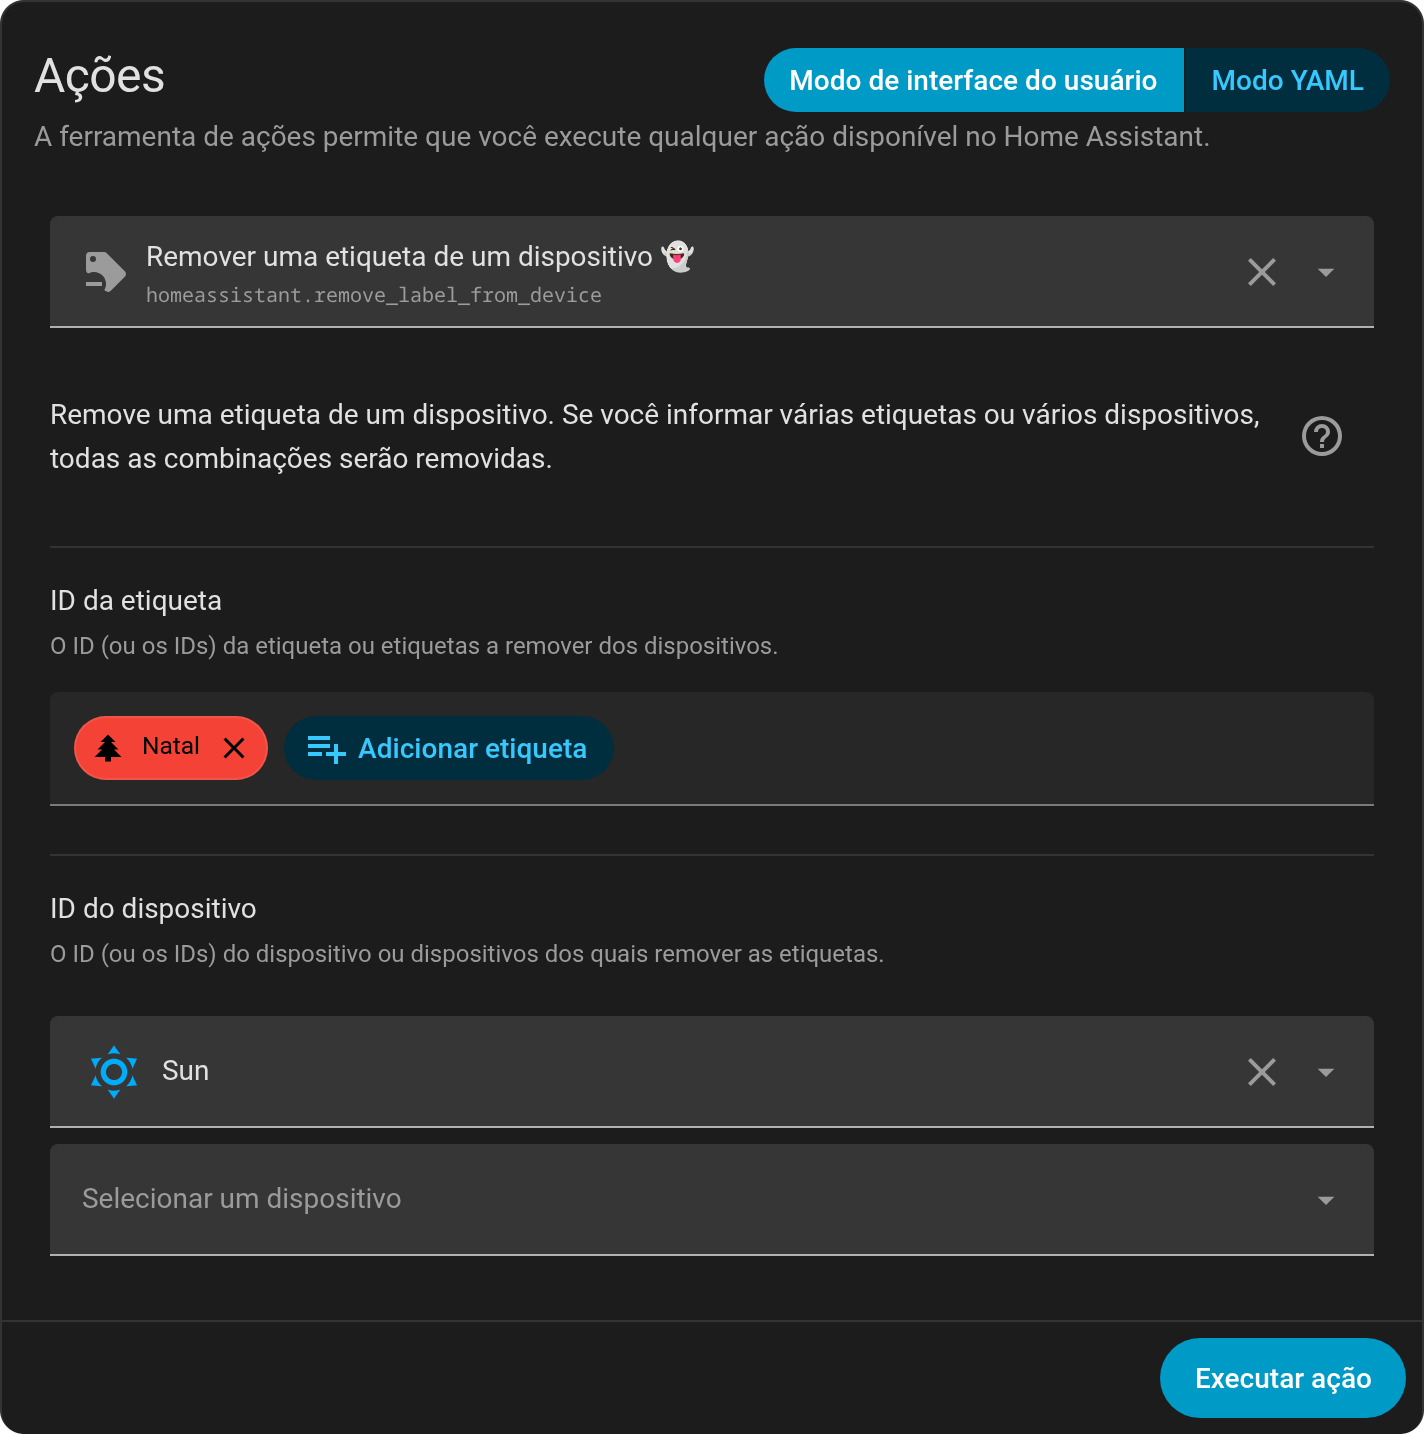 Ações
Modo de interface do usuário
Modo YAML
A ferramenta de ações permite que você execute qualquer ação disponível no Home Assistant.
Remover uma etiqueta de um dispositivo 👻
homeassistant.remove_label_from_device
Remove uma etiqueta de um dispositivo. Se você informar várias etiquetas ou vários dispositivos,
todas as combinações serão removidas.
ID da etiqueta
O ID (ou os IDs) da etiqueta ou etiquetas a remover dos dispositivos.
Natal
Adicionar etiqueta
ID do dispositivo
O ID (ou os IDs) do dispositivo ou dispositivos dos quais remover as etiquetas.
Sun
Selecionar um dispositivo
Executar ação